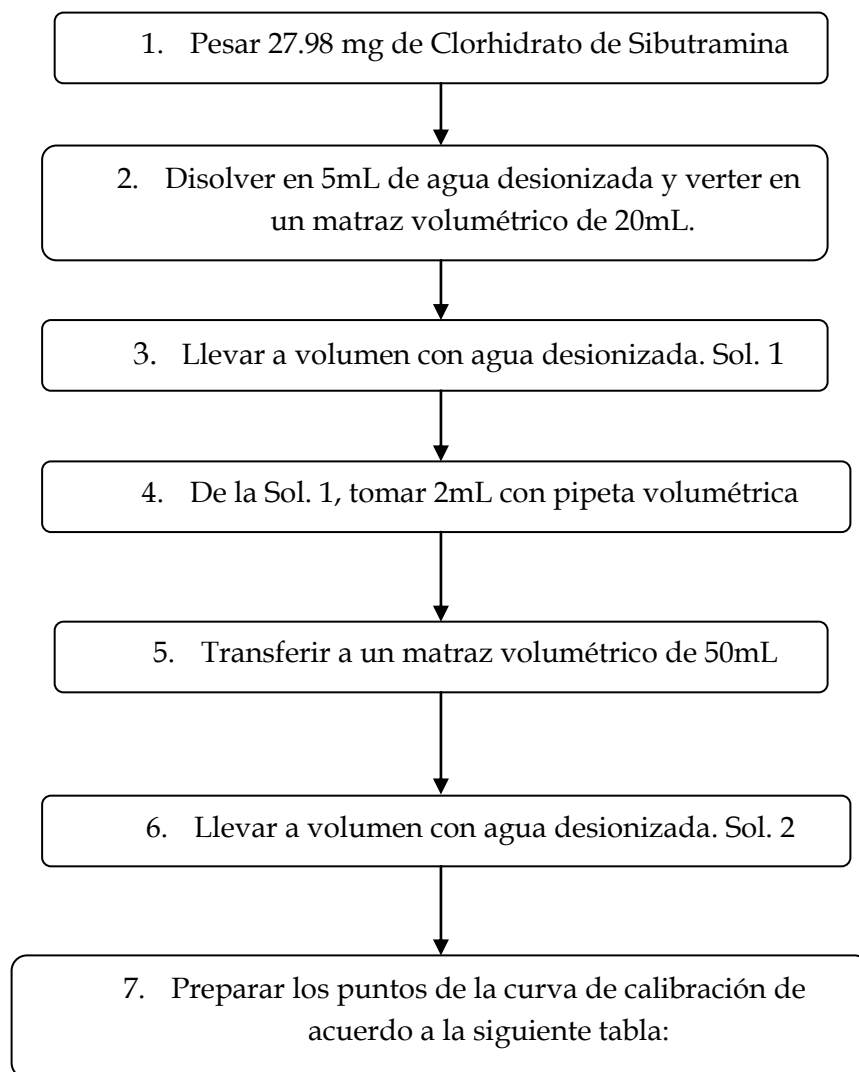 1. Pesar 27.98 mg de Clorhidrato de Sibutramina
2. Disolver en 5mL de agua desionizada y verter en
un matraz volumétrico de 20mL.
3. Llevar a volumen con agua desionizada. Sol. 1
4. De la Sol. 1, tomar 2mL con pipeta volumétrica
5. Transferir a un matraz volumétrico de 50mL
6. Llevar a volumen con agua desionizada. Sol. 2
7. Preparar los puntos de la curva de calibración de
acuerdo a la siguiente tabla: